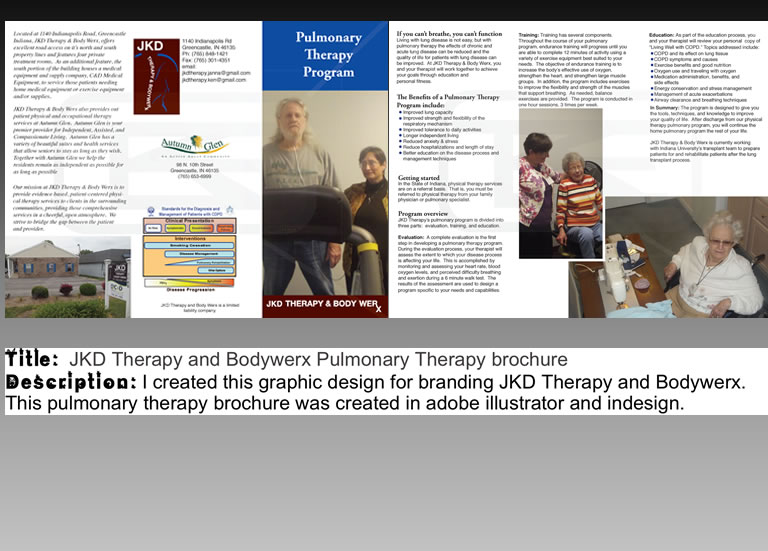 Located at 1140 Indianapolis Road, Greencastle
Indiana, JKD Therapy & Body Werx, offers
excellent road access on it's north and south
property lines and features four private
treatment rooms. As an additional feature, the
south portion of the building houses a medical
equipment and supply company, C&D Medical
Equipment, to service those patients needing
home medical equipment or exercise equipment
and/or supplies.
JKD Therapy & Body Werx also provides out
patient physical and occupational therapy
services at Autumn Glen. Autumn Glen is your
premier provider for Independent, Assisted, and
Compassionate Living. Autumn Glen has a
variety of beautiful suites and health services
that allow seniors to stay as long as they wish.
Together with Autumn Glen we help the
residents remain as independent as possible for
as long as possible
Our mission at JKD Therapy & Body Werx is to
provide evidence based, patient centered physi-
cal therapy services to clients in the surrounding
communities, providing those comprehensive
services in a cheerful, open atmosphere. We
strive to bridge the gap between the patient
and provider.
JKD
THERAPY & BODYWERX
1140 Indianapolis Rd
Greencastle, IN 46135
Ph: (765) 848-1421
Fax: (765) 301-4351
email:
jkdtherapy.janna@gmail.com
jkdtherapy.ken@gmail.com
Autumn Glen
66 N. 10th Street
Greencastle, IN 46135
(765) 653-6999
Standards for the Diagnosis and
Management of Patients with COPD
Clinical Presentation
Interventions
Smoking Cessation
Disease Management
Pulmonary Rehabilitation
Disease Progression
JKD Therapy and Body Werx is a limited
liability company.
Pulmonary
Therapy
Program
JKD THERAPY & BODY WERX
If you can't breathe, you can't function
Living with lung disease is not easy, but with
pulmonary therapy the effects of chronic and
acute lung disease can be reduced and the
quality of life for patients with lung disease can
be improved. At JKD Therapy & Body Werx, you
and your therapist will work together to achieve
your goals through education and
personal fitness.
The Benefits of a Pulmonary Therapy
Program include:
Improved lung capacity
Improved strength and flexibility of the
respiratory mechanism
Improved tolerance to daily activities
Longer independent living
Reduced anxiety & stress
Reduce hospitalizations and length of stay
Better education on the disease process and
management techniques
Getting started
In the State of Indiana, physical therapy services
are on a referral basis. That is, you must be
referred to physical therapy from your family
physician or pulmonary specialist.
Program overview
JKD Therapy's pulmonary program is divided into
three parts: evaluation, training, and education.
Evaluation: A complete evaluation is the first
step in developing a pulmonary therapy program
During the evaluation process, your therapist will
assess the extent to which your disease process
is affecting your life. This is accomplished by
monitoring and assessing your heart rate, blood
oxygen levels, and perceived difficulty breathing
and exertion during a 6 minute walk test. The
results of the assessment are used to design a
program specific to your needs and capabilities
Training: Training has several components.
Throughout the course of your pulmonary
program, endurance training will progress until you
are able to complete 12 minutes of activity using a
variety of exercise equipment best suited to your
needs. The objective of endurance training is to
increase the body's effective use of oxygen,
strengthen the heart, and strengthen large muscle
groups. In addition, the program includes exercises
to improve the flexibility and strength of the muscles
that support breathing. As needed, balance
exercises are provided. The program is conducted in
one hour sessions, 3 times per week.
Education: As part of the education process, you
and your therapist will review your personal copy of
"Living Well with COPD." Topics addressed include:
COPD and its effect on lung tissue
COPD symptoms and causes
Exercise benefits and good nutrition
Oxygen use and traveling with oxygen
Medication administration, benefits, and
side effects
Energy conservation and stress management
Management of acute exacerbations
Airway clearance and breathing techniques
In Summary: The program is designed to give you
the tools, techniques, and knowledge to improve
your quality of life. After discharge from our physical
therapy pulmonary program, you will continue the
home pulmonary program the rest of your life
JKD Therapy & Body Werx is currently working
with Indiana University's transplant team to prepare
patients for and rehabilitate patients after the lung
transplant process.
Title: JKD Therapy and Bodywerx Pulmonary Therapy brochure
Description: I created this graphic design for branding JKD Therapy and Bodywerx.
This pulmonary therapy brochure was created in adobe illustrator and indesign.